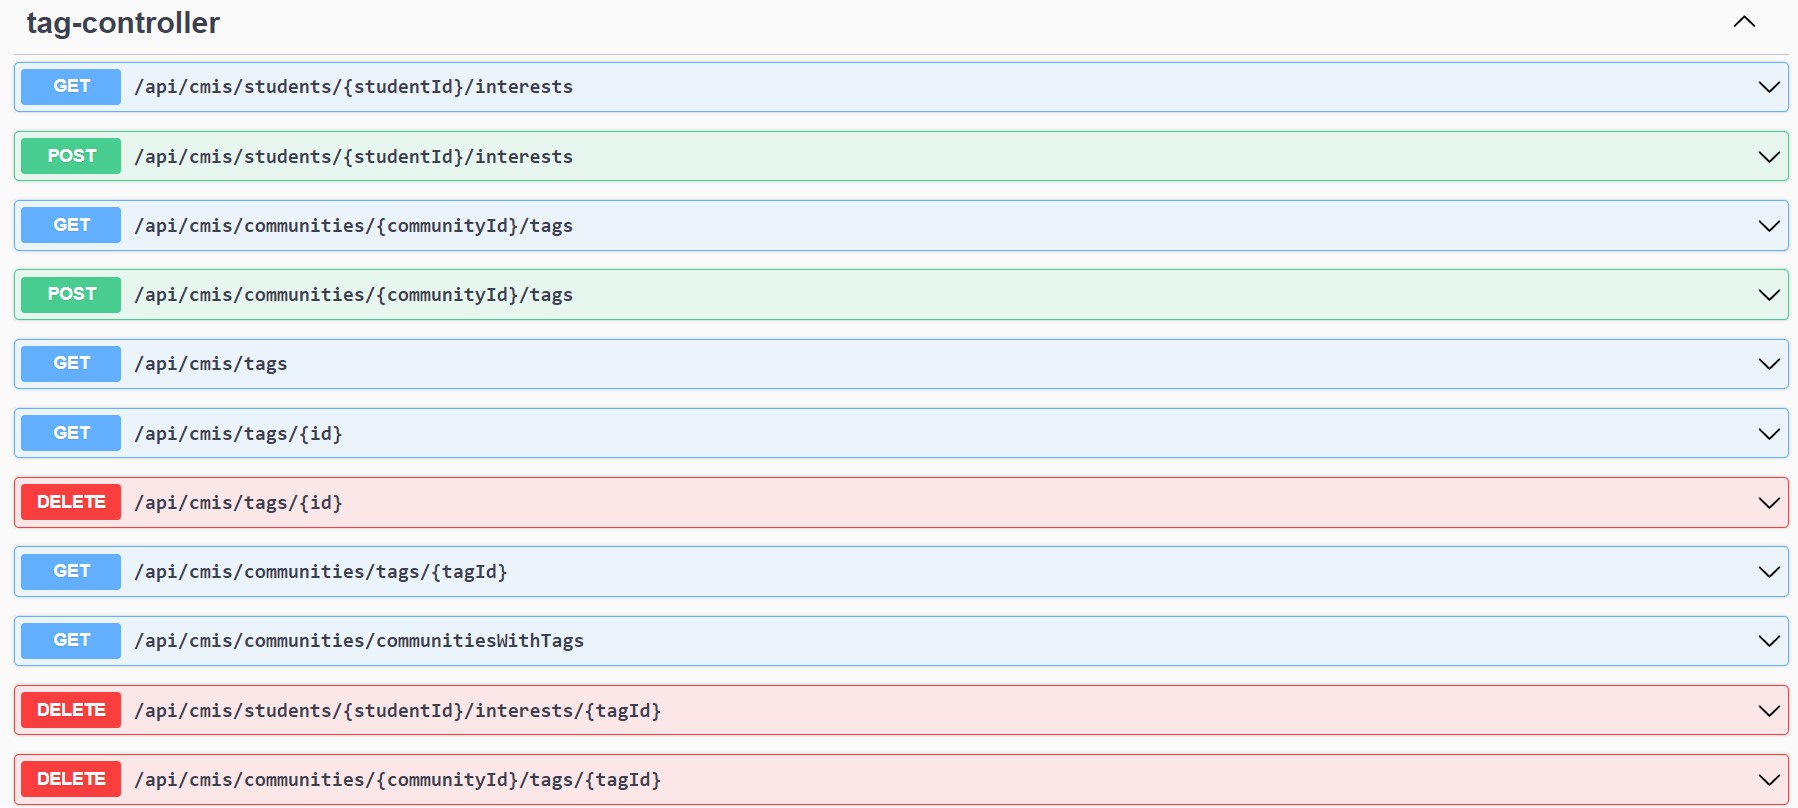 tag-controller
GET /api/cmis/students/{studentId}/interests
POST /api/cmis/students/{studentId}/interests
GET /api/cmis/communities/{communityId}/tags
POST /api/cmis/communities/{communityId}/tags
GET /api/cmis/tags
GET /api/cmis/tags/{id}
DELETE /api/cmis/tags/{id}
GET /api/cmis/communities/tags/{tagId}
GET /api/cmis/communities/communitiesWithTags
DELETE /api/cmis/students/{studentId}/interests/{tagId}
DELETE /api/cmis/communities/{communityId}/tags/{tagId}